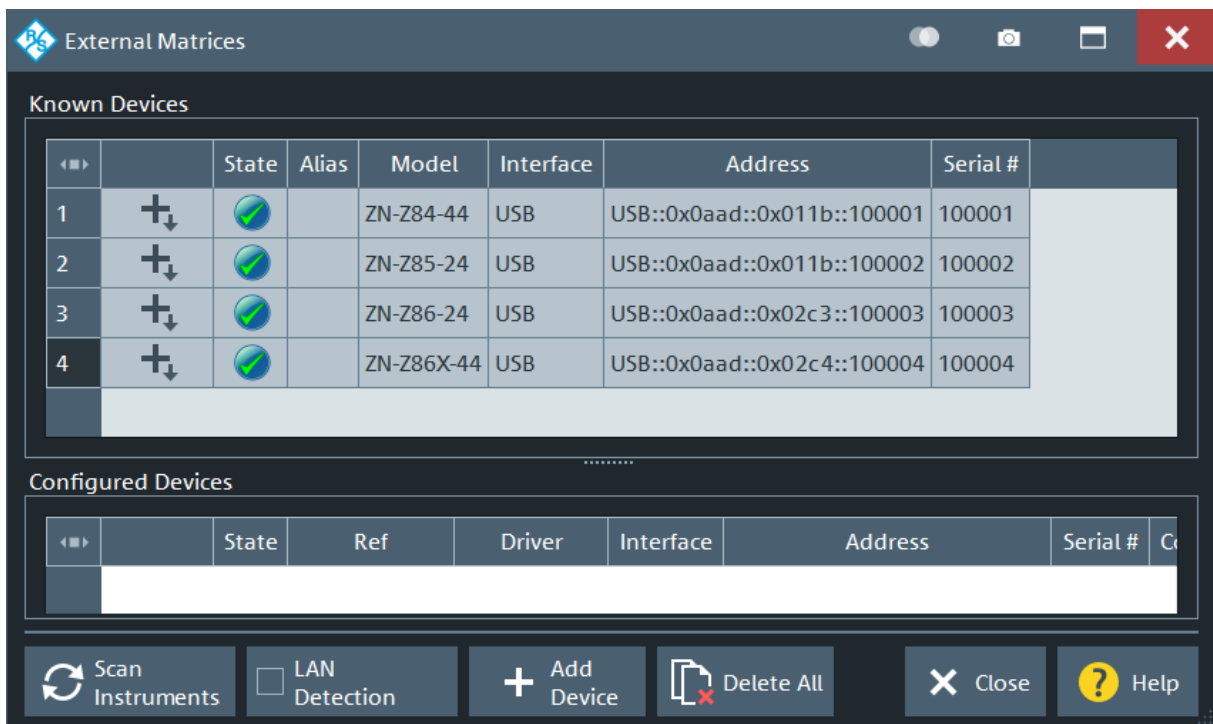 R&S External Matrices
Known Devices
State Alias Model Interface Address Serial #
1 ZN-Z84-44 USB USB::0x0aad::0x011b::100001 100001
2 ZN-Z85-24 USB USB::0x0aad::0x011b::100002 100002
3 ZN-Z86-24 USB USB::0x0aad::0x02c3::100003 100003
4 ZN-Z86X-44 USB USB::0x0aad::0x02c4::100004 100004
Configured Devices
State Ref Driver Interface Address Serial #
Scan
Instruments
LAN
Detection
Add
Device
Delete All
Close
? Help